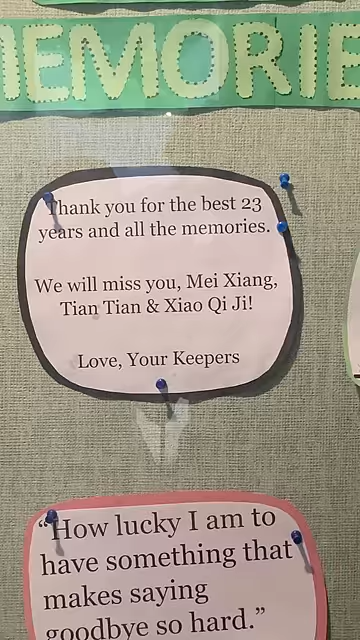 MEMORIE
Thank you for the best 23
years and all the memories.
We will miss you, Mei Xiang,
Tian Tian & Xiao Qi Ji!
Love, Your Keepers
“How lucky I am to
have something that
makes saying
goodbye so hard.”